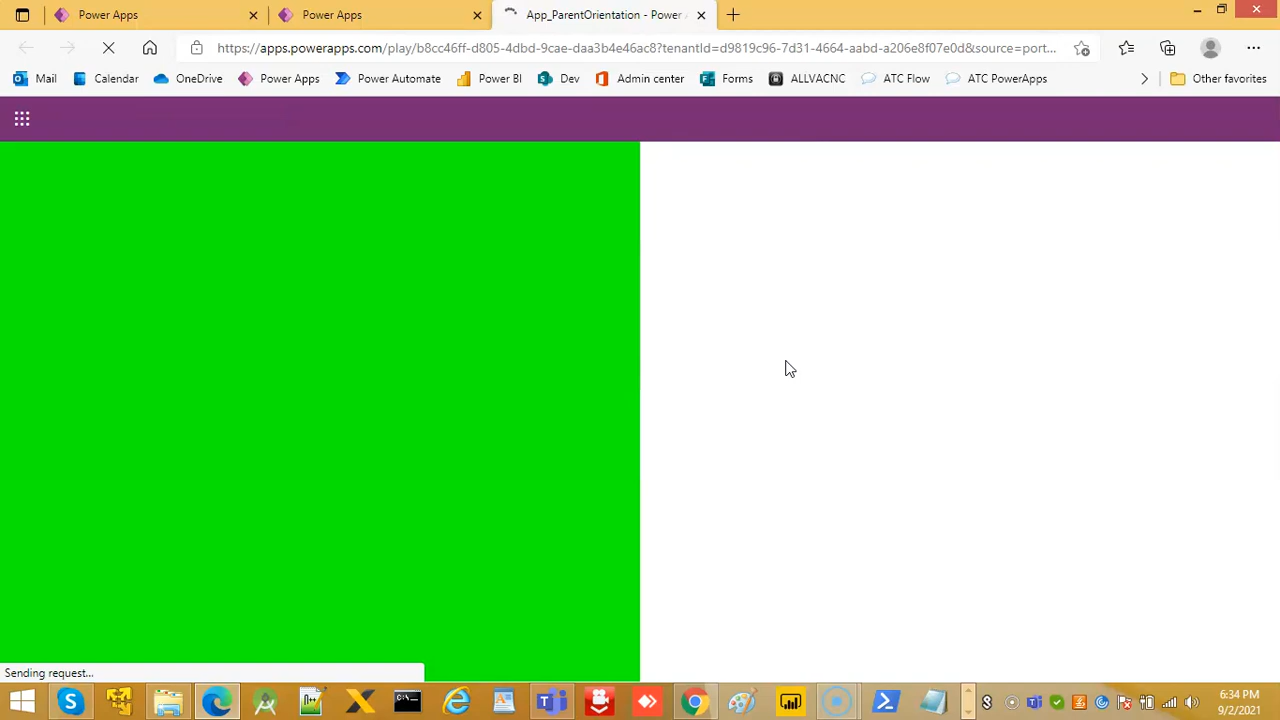 Power Apps
Power Apps
App_ParentOrientation - Power
https://apps.powerapps.com/play/b8cc46ff-d805-4dbd-9cae-daa3b4e46ac8?tenantId=d9819c96-7d31-4664-aabd-a206e8f07e0d&source=port...
Mail
Calendar
OneDrive
Power Apps
Power Automate
Power BI
Dev
Admin center
Forms
ALLVACNC
ATC Flow
ATC PowerApps
Other favorites
Sending request...
6:34 PM
9/2/2021